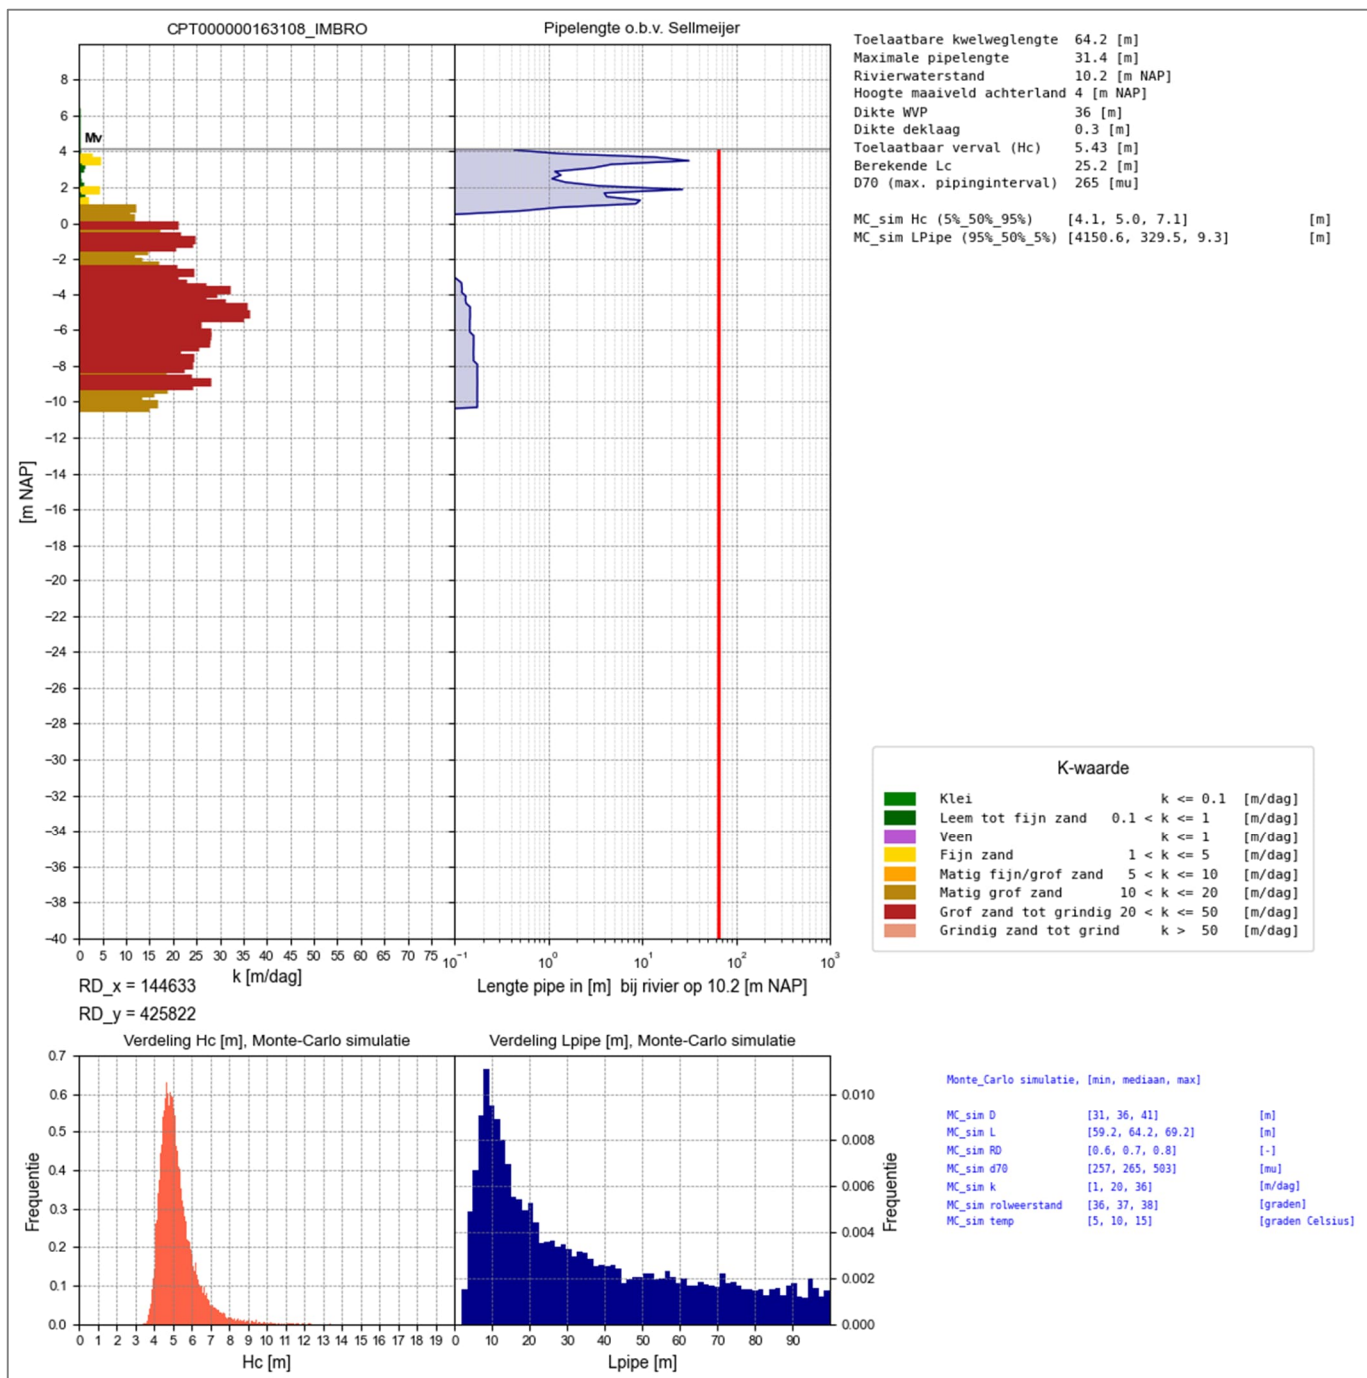 CPT000000163108_IMBRO
Pipelengte o.b.v. Sellmeijer
Toelaatbare kwelweglengte 64.2 [m]
Maximale pipelengte 31.4 [m]
Rivierwaterstand 10.2 [m NAP]
Hoogte maaiveld achterland 4 [m NAP]
Dikte WVP 36 [m]
Dikte deklaag 0.3 [m]
Toelaatbaar verval (Hc) 5.43 [m]
Berekende Lc 25.2 [m]
D70 (max. pipinginterval) 265 [mu]
MC_sim Hc (5%_50%_95%) [4.1, 5.0, 7.1] [m]
MC_sim LPipe (95%_50%_5%) [4150.6, 329.5, 9.3] [m]
Mv
8
6
4
2
0
−2
−4
−6
−8
−10
−12
−14
−16
−18
−20
−22
−24
−26
−28
−30
−32
−34
−36
−38
−40
[m NAP]
0 5 10 15 20 25 30 35 40 45 50 55 60 65 70 75
k [m/dag]
10⁻¹ 10⁰ 10¹ 10² 10³
Lengte pipe in [m] bij rivier op 10.2 [m NAP]
RD_x = 144633
RD_y = 425822
K-waarde
Klei k <= 0.1 [m/dag]
Leem tot fijn zand 0.1 < k <= 1 [m/dag]
Veen k <= 1 [m/dag]
Fijn zand 1 < k <= 5 [m/dag]
Matig fijn/grof zand 5 < k <= 10 [m/dag]
Matig grof zand 10 < k <= 20 [m/dag]
Grof zand tot grindig 20 < k <= 50 [m/dag]
Grindig zand tot grind k > 50 [m/dag]
Verdeling Hc [m], Monte-Carlo simulatie
0.7
0.6
0.5
0.4
0.3
0.2
0.1
0.0
Frequentie
0 1 2 3 4 5 6 7 8 9 10 11 12 13 14 15 16 17 18 19
Hc [m]
Verdeling Lpipe [m], Monte-Carlo simulatie
0.010
0.008
0.006
0.004
0.002
0.000
Frequentie
10 20 30 40 50 60 70 80 90
Lpipe [m]
Monte_Carlo simulatie, [min, mediaan, max]
MC_sim D [31, 36, 41] [m]
MC_sim L [59.2, 64.2, 69.2] [m]
MC_sim RD [0.6, 0.7, 0.8] [-]
MC_sim d70 [257, 265, 503] [mu]
MC_sim k [1, 20, 36] [m/dag]
MC_sim rolweerstand [36, 37, 38] [graden]
MC_sim temp [5, 10, 15] [graden Celsius]